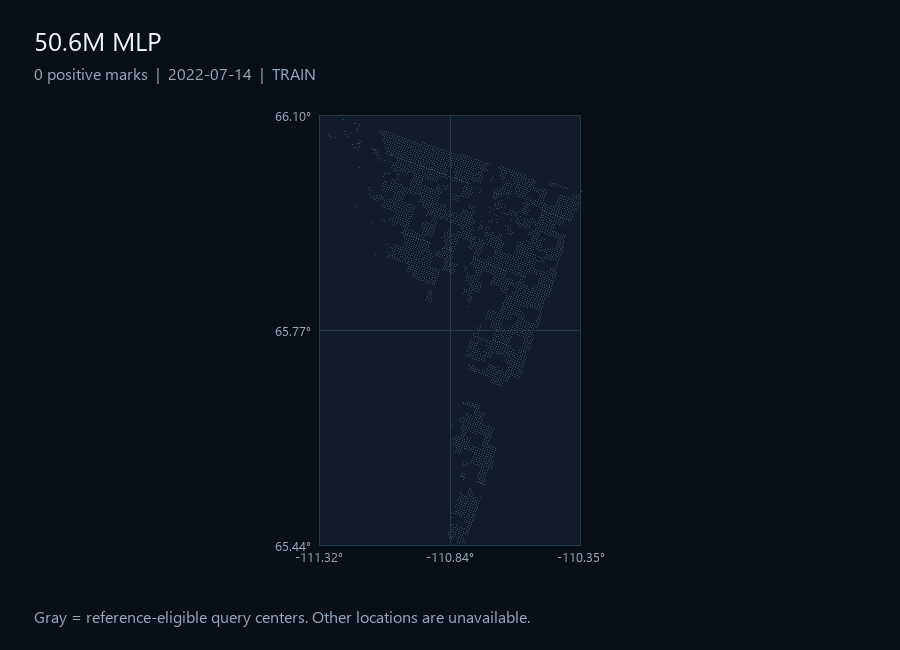 50.6M MLP
0 positive marks | 2022-07-14 | TRAIN
66.10°
65.77°
65.44°
-111.32° -110.84° -110.35°
Gray = reference-eligible query centers. Other locations are unavailable.